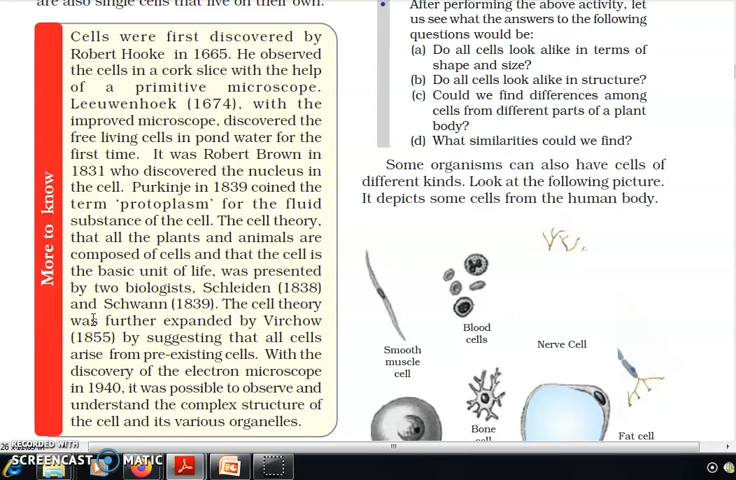 are also single cells that live on their own.
More to know
Cells were first discovered by
Robert Hooke in 1665. He observed
the cells in a cork slice with the help
of a primitive microscope.
Leeuwenhoek (1674), with the
improved microscope, discovered the
free living cells in pond water for the
first time. It was Robert Brown in
1831 who discovered the nucleus in
the cell. Purkinje in 1839 coined the
term ‘protoplasm’ for the fluid
substance of the cell. The cell theory,
that all the plants and animals are
composed of cells and that the cell is
the basic unit of life, was presented
by two biologists, Schleiden (1838)
and Schwann (1839). The cell theory
was further expanded by Virchow
(1855) by suggesting that all cells
arise from pre-existing cells. With the
discovery of the electron microscope
in 1940, it was possible to observe and
understand the complex structure of
the cell and its various organelles.
• After performing the above activity, let
us see what the answers to the following
questions would be:
(a) Do all cells look alike in terms of
shape and size?
(b) Do all cells look alike in structure?
(c) Could we find differences among
cells from different parts of a plant
body?
(d) What similarities could we find?
Some organisms can also have cells of
different kinds. Look at the following picture.
It depicts some cells from the human body.
Blood
cells
Nerve Cell
Smooth
muscle
cell
Bone
cell
Fat cell
RECORDED WITH
SCREENCAST MATIC